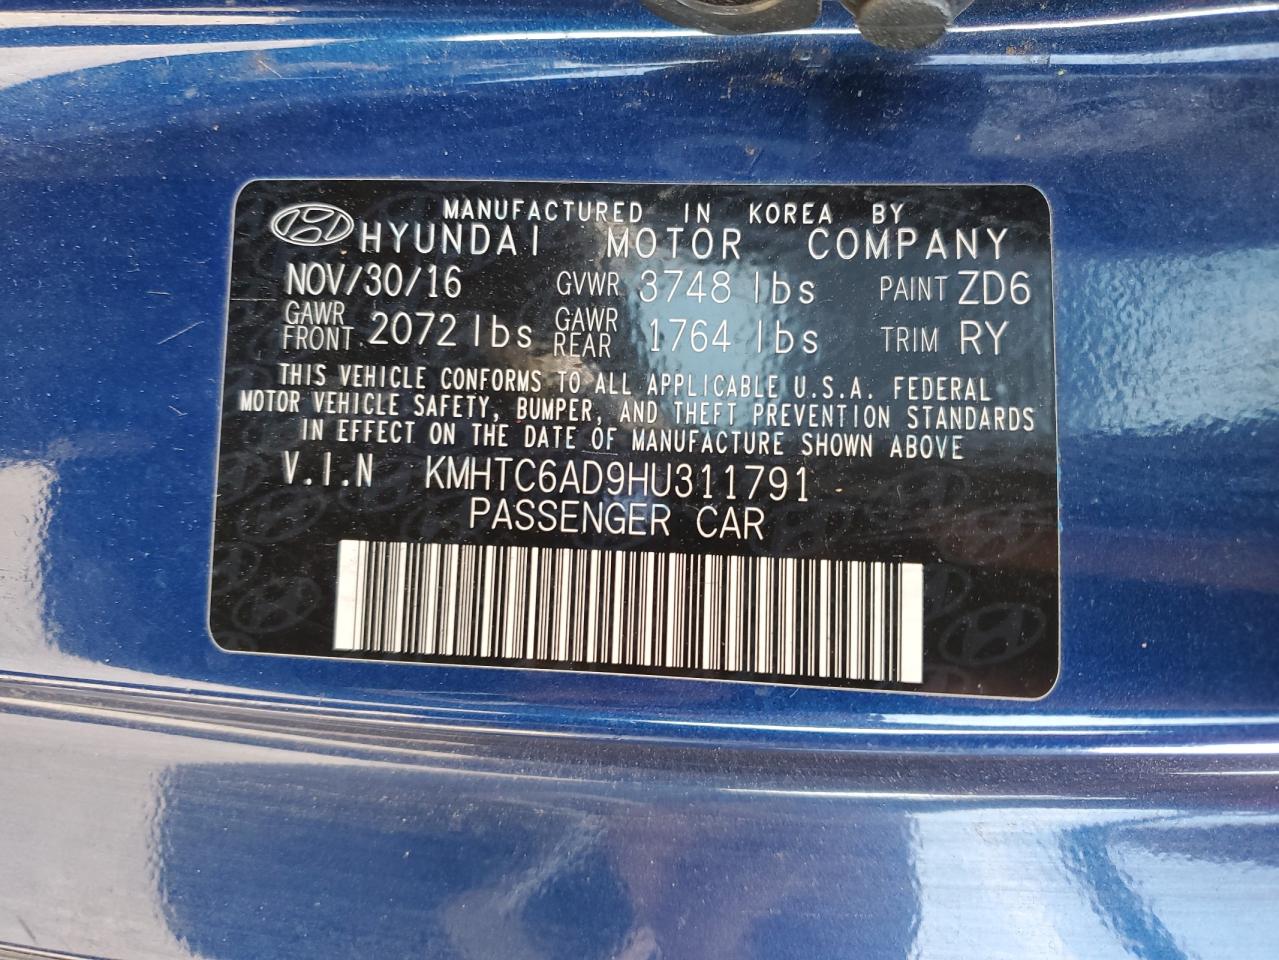 MANUFACTURED IN KOREA BY
HYUNDAI MOTOR COMPANY
NOV/30/16 GVWR 3748 lbs PAINT ZD6
GAWR FRONT 2072 lbs GAWR REAR 1764 lbs TRIM RY
THIS VEHICLE CONFORMS TO ALL APPLICABLE U.S.A. FEDERAL
MOTOR VEHICLE SAFETY, BUMPER, AND THEFT PREVENTION STANDARDS
IN EFFECT ON THE DATE OF MANUFACTURE SHOWN ABOVE
V.I.N KMHTC6AD9HU311791
PASSENGER CAR